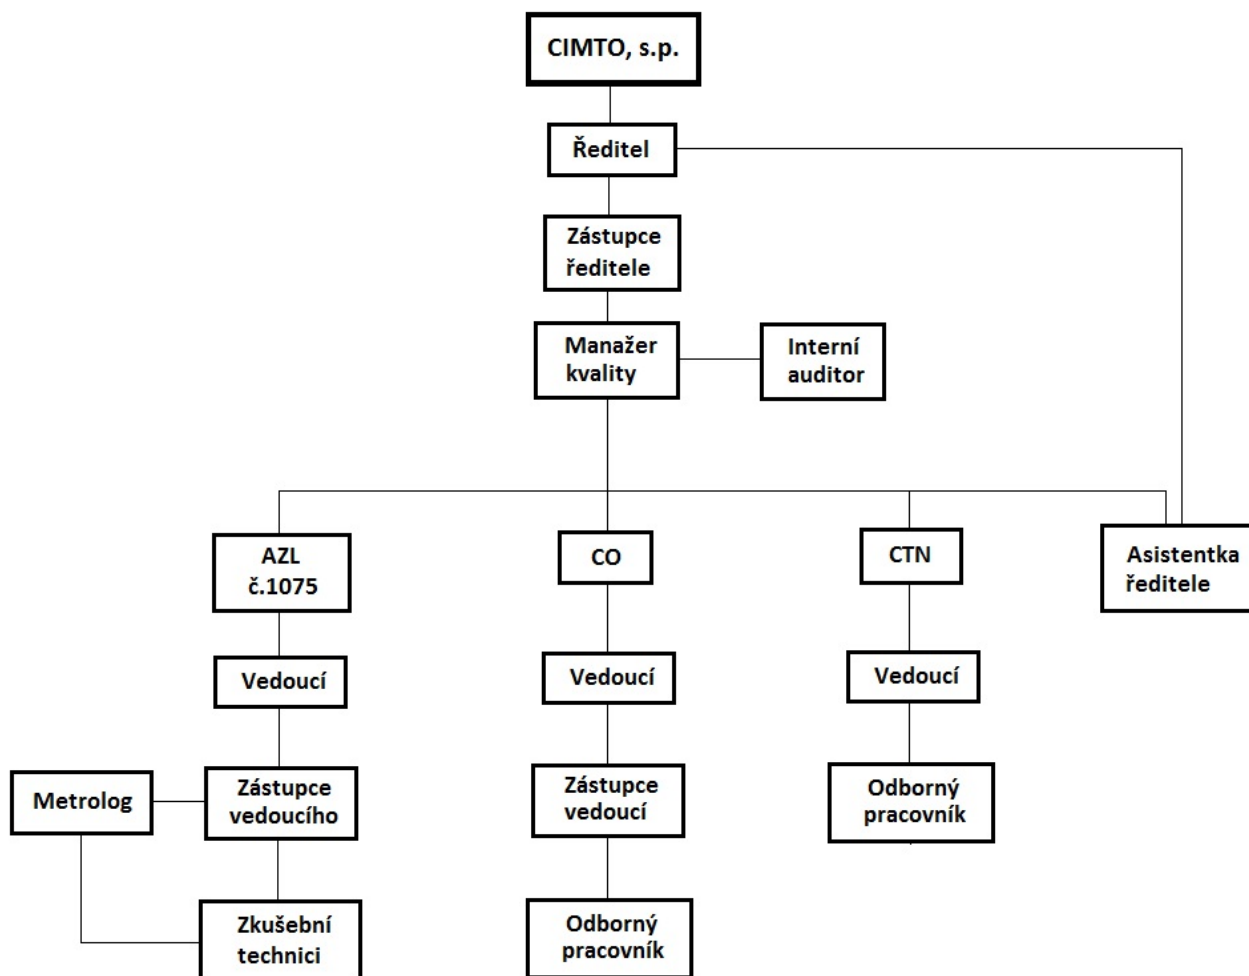 CIMTO, s.p.
Ředitel
Zástupce
ředitele
Manažer
kvality
Interní
auditor
AZL
č.1075
CO
CTN
Asistentka
ředitele
Vedoucí
Vedoucí
Vedoucí
Metrolog
Zástupce
vedoucího
Zástupce
vedoucí
Odborný
pracovník
Zkušební
technici
Odborný
pracovník